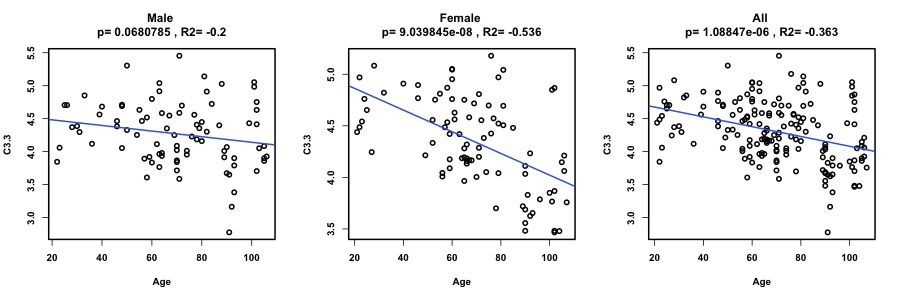 Male
p= 0.0680785 , R2= -0.2
5.5
5.0
4.5
4.0
3.5
3.0
C3.3
20 40 60 80 100
Age
Female
p= 9.039845e-08 , R2= -0.536
5.0
4.5
4.0
3.5
C3.3
20 40 60 80 100
Age
All
p= 1.08847e-06 , R2= -0.363
5.5
5.0
4.5
4.0
3.5
3.0
C3.3
20 40 60 80 100
Age